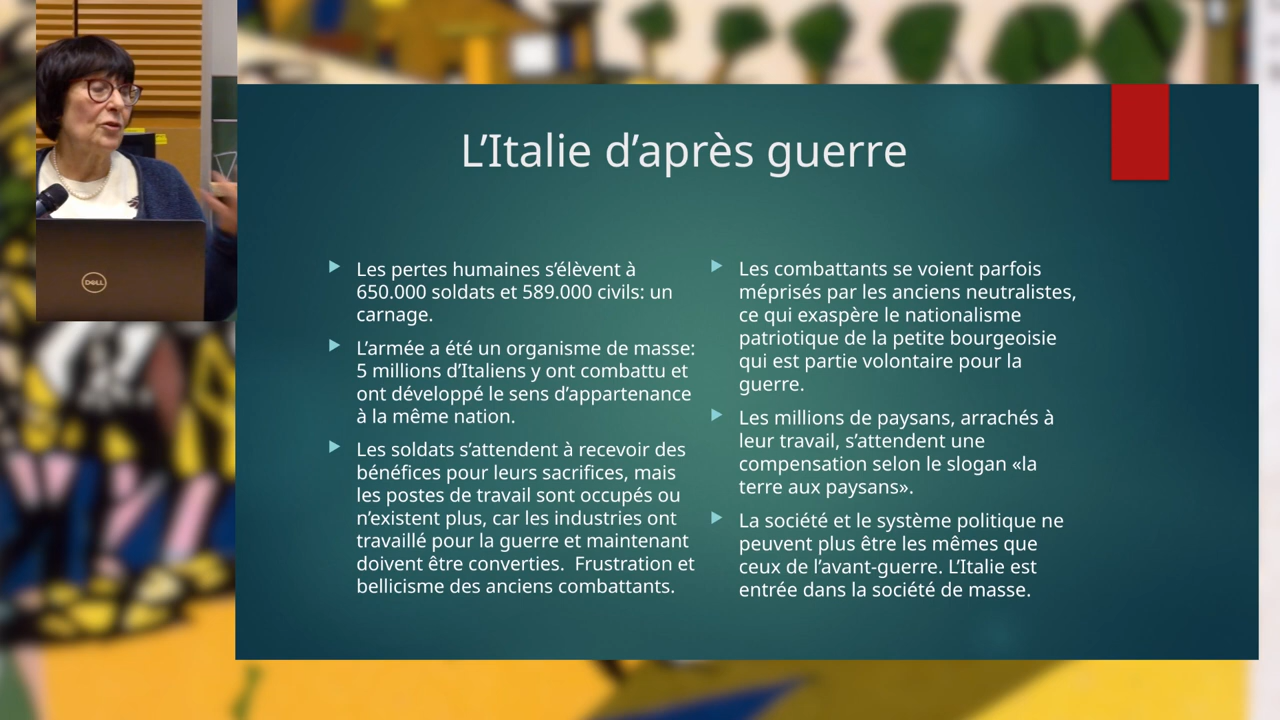 L’Italie d’après guerre
Les pertes humaines s’élèvent à
650.000 soldats et 589.000 civils: un
carnage.
L’armée a été un organisme de masse:
5 millions d’Italiens y ont combattu et
ont développé le sens d’appartenance
à la même nation.
Les soldats s’attendent à recevoir des
bénéfices pour leurs sacrifices, mais
les postes de travail sont occupés ou
n’existent plus, car les industries ont
travaillé pour la guerre et maintenant
doivent être converties.  Frustration et
bellicisme des anciens combattants.
Les combattants se voient parfois
méprisés par les anciens neutralistes,
ce qui exaspère le nationalisme
patriotique de la petite bourgeoisie
qui est partie volontaire pour la
guerre.
Les millions de paysans, arrachés à
leur travail, s’attendent une
compensation selon le slogan «la
terre aux paysans».
La société et le système politique ne
peuvent plus être les mêmes que
ceux de l’avant-guerre. L’Italie est
entrée dans la société de masse.
DELL